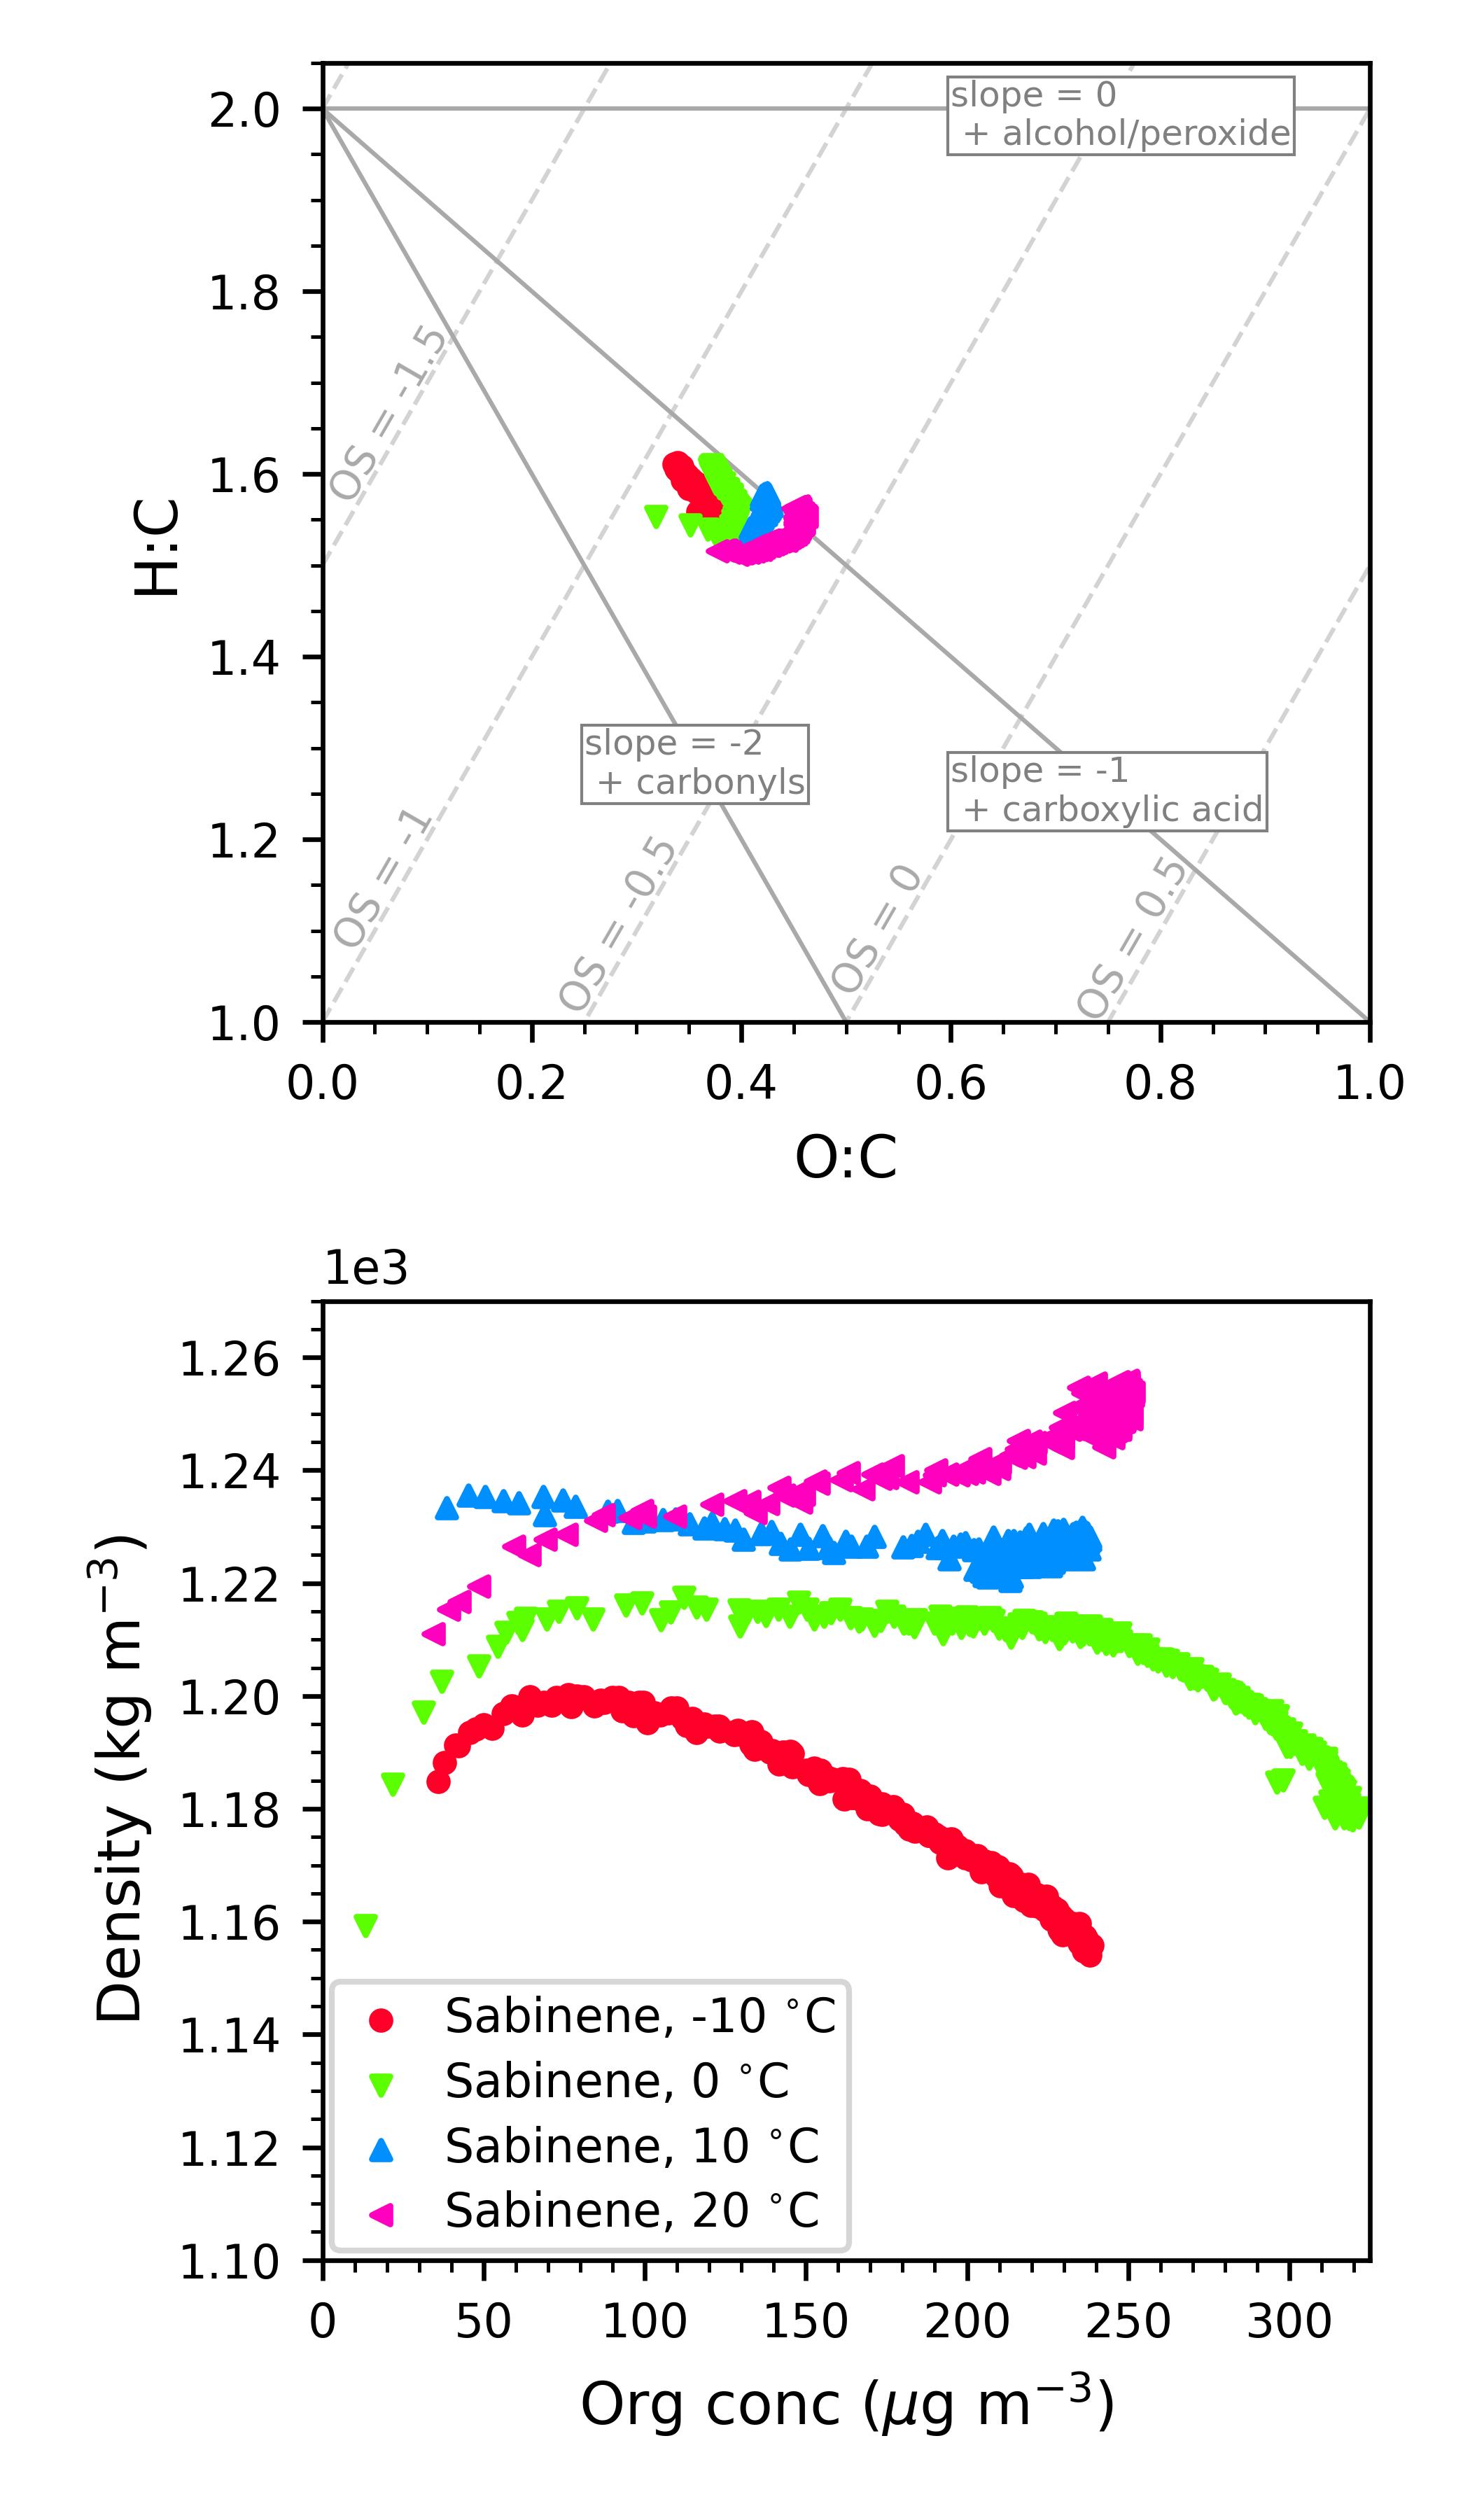 2.0
1.8
1.6
1.4
1.2
1.0
H:C
slope = 0
+ alcohol/peroxide
OS = -1.5
slope = -2
+ carbonyls
slope = -1
+ carboxylic acid
OS = -1
OS = -0.5
OS = 0
OS = 0.5
0.0 0.2 0.4 0.6 0.8 1.0
O:C
1e3
1.26
1.24
1.22
1.20
1.18
1.16
1.14
1.12
1.10
Density (kg m⁻³)
Sabinene, -10 °C
Sabinene, 0 °C
Sabinene, 10 °C
Sabinene, 20 °C
0 50 100 150 200 250 300
Org conc (μg m⁻³)